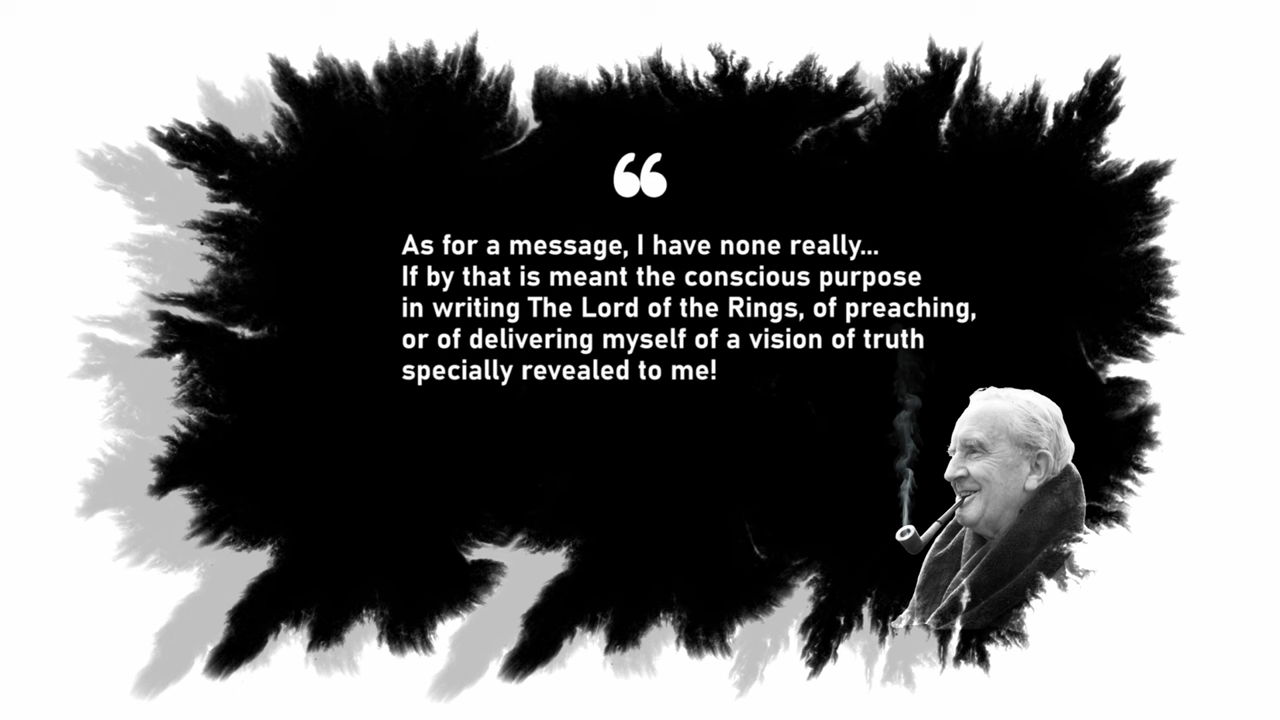 “
As for a message, I have none really...
If by that is meant the conscious purpose
in writing The Lord of the Rings, of preaching,
or of delivering myself of a vision of truth
specially revealed to me!